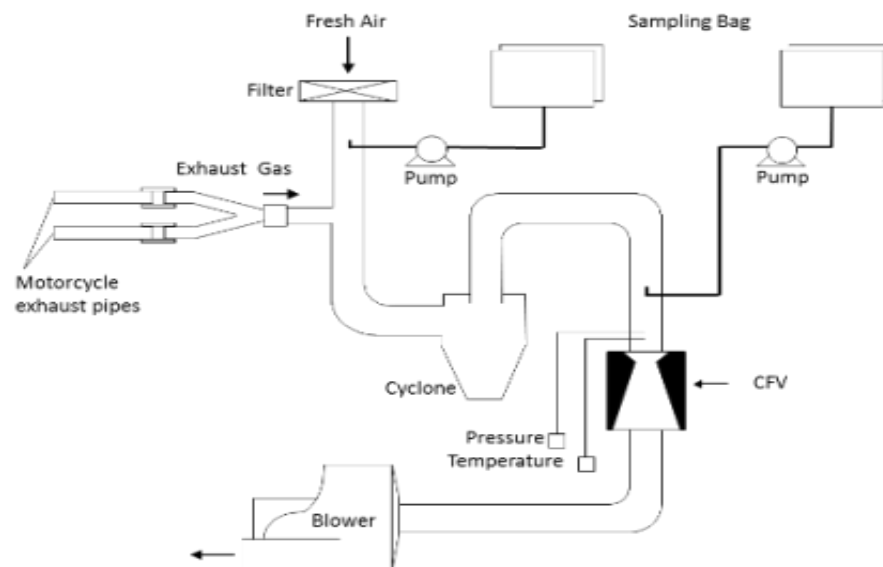 Fresh Air
Sampling Bag
Filter
Exhaust Gas
Pump
Pump
Motorcycle
exhaust pipes
Cyclone
CFV
Pressure
Temperature
Blower